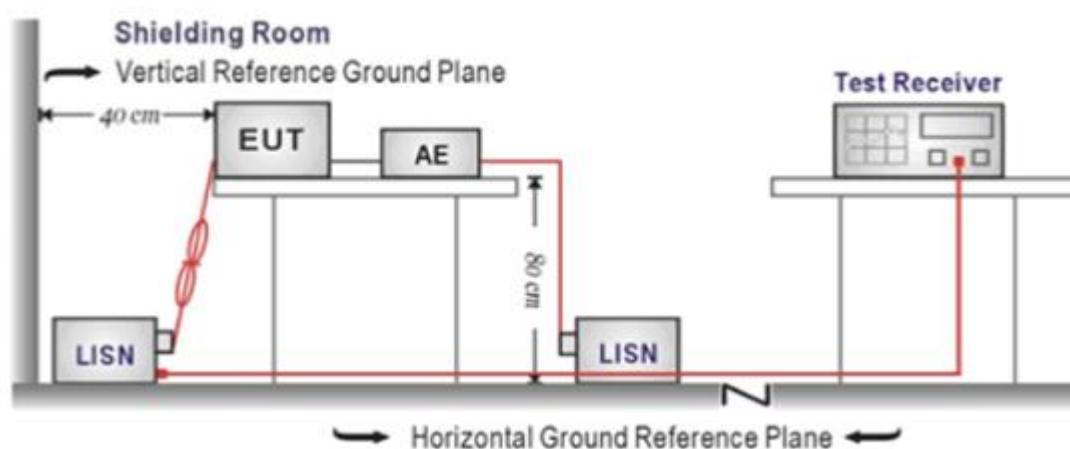 Shielding Room
Vertical Reference Ground Plane
40 cm
EUT
AE
Test Receiver
80 cm
LISN
LISN
Horizontal Ground Reference Plane